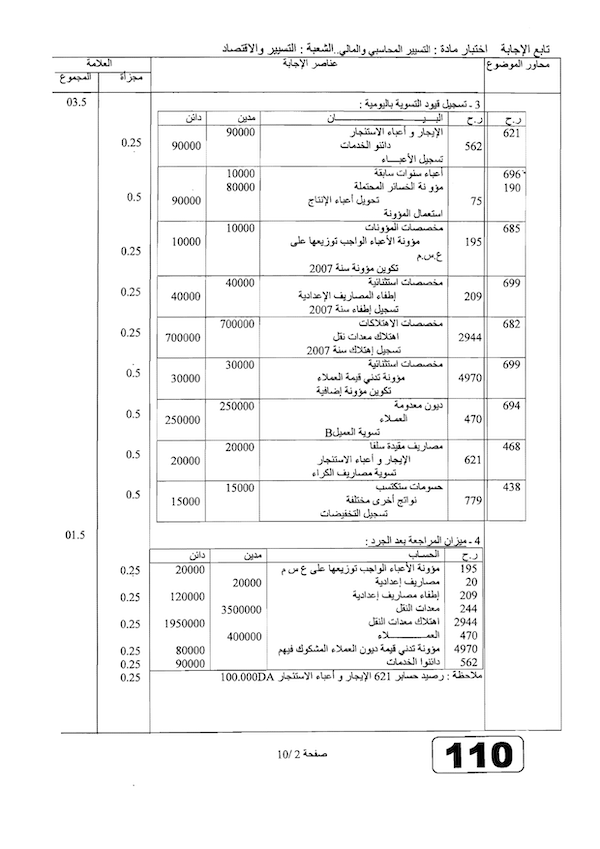 تابع الإجابة اختبار مادة : التسيير المحاسبي والمالي..الشعبة : التسيير والاقتصاد
محاور الموضوع عناصر الإجابة العلامة
مجزأة المجموع
03.5
3 - تسجيل قيود التسوية باليومية :
ر.ح ر.ح البيـــــــــان مدين دائن
621 الإيجار و أعباء الاستئجار 90000
562 دائنو الخدمات 90000 0.25
تسجيل الأعبـــاء
696 أعباء سنوات سابقة 10000
190 مؤونة الخسائر المحتملة 80000
75 تحويل أعباء الإنتاج 90000 0.5
استعمال المؤونة
685 مخصصات المؤونات 10000
195 مؤونة الأعباء الواجب توزيعها على 10000 0.25
ع.س.م
تكوين مؤونة سنة 2007
699 مخصصات استثنائية 40000
209 إطفاء المصاريف الإعدادية 40000 0.25
تسجيل إطفاء سنة 2007
682 مخصصات الاهتلاكات 700000
2944 اهتلاك معدات نقل 700000 0.25
تسجيل إهتلاك سنة 2007
699 مخصصات استثنائية 30000
4970 مؤونة تدني قيمة العملاء 30000 0.5
تكوين مؤونة إضافية
694 ديون معدومة 250000
470 العمـلاء 250000 0.5
تسوية العميلB
468 مصاريف مقيدة سلفا 20000
621 الإيجار و أعباء الاستئجار 20000 0.5
تسوية مصاريف الكراء
438 حسومات ستكتسب 15000
779 نواتج أخرى مختلفة 15000 0.5
تسجيل التخفيضات
01.5
4 - ميزان المراجعة بعد الجرد :
ر.ح الحساب مدين دائن
195 مؤونة الأعباء الواجب توزيعها على ع س م 20000 0.25
20 مصاريف إعدادية 20000
209 إطفاء مصاريف إعدادية 120000 0.25
244 معدات النقل 3500000
2944 اهتلاك معدات النقل 1950000 0.25
470 العمـــــــــلاء 400000
4970 مؤونة تدني قيمة ديون العملاء المشكوك فيهم 80000 0.25
562 دائنوا الخدمات 90000 0.25
ملاحظة : رصيد حساب 621 الإيجار و أعباء الاستئجار 100.000DA 0.25
صفحة 2 /10
110